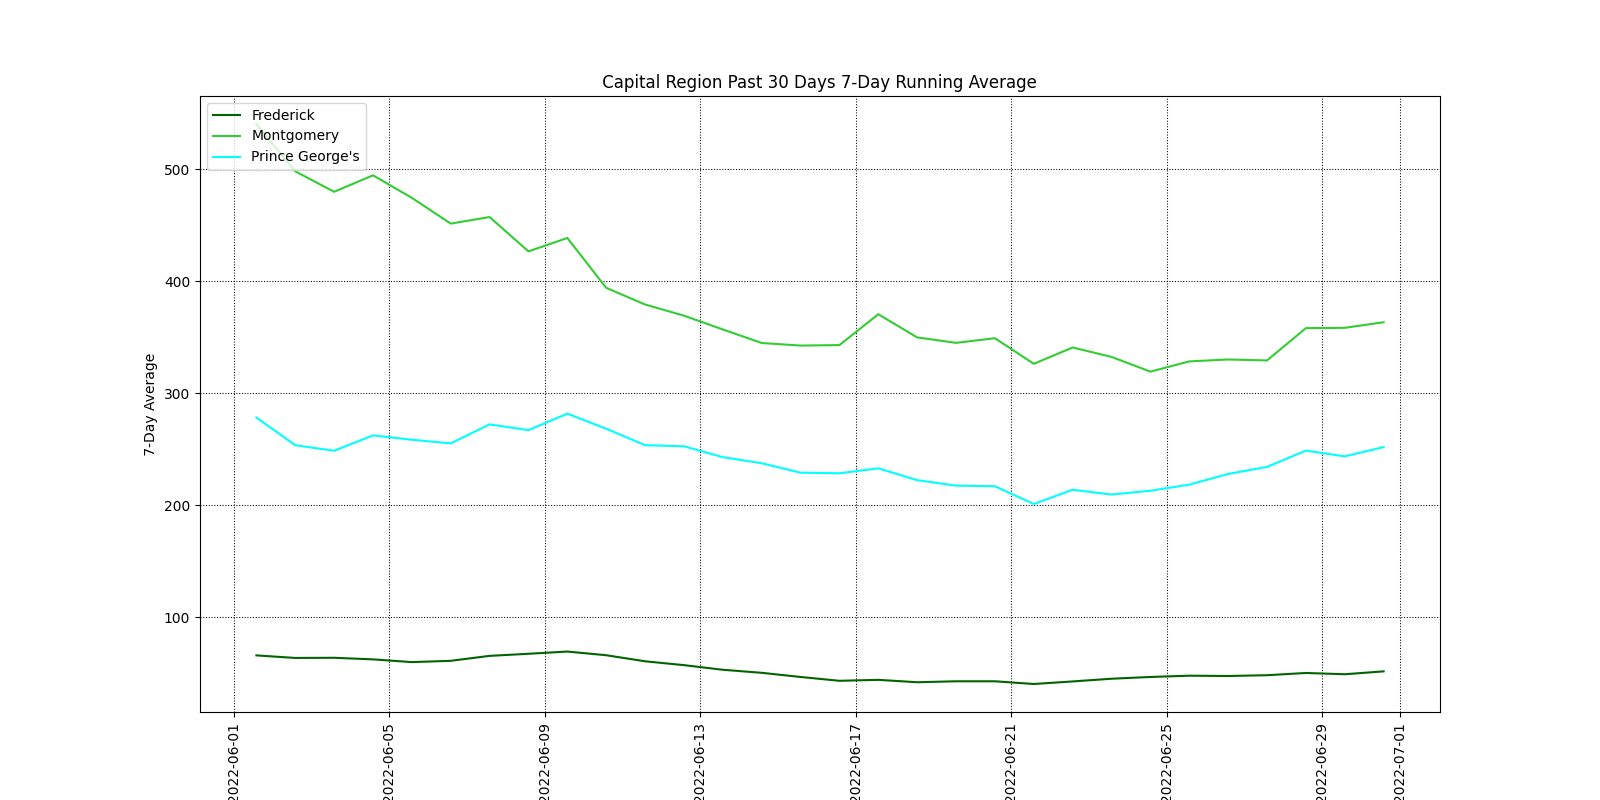 Capital Region Past 30 Days 7-Day Running Average
Frederick
Montgomery
Prince George's
500
400
300
200
100
7-Day Average
2022-06-01
2022-06-05
2022-06-09
2022-06-13
2022-06-17
2022-06-21
2022-06-25
2022-06-29
2022-07-01